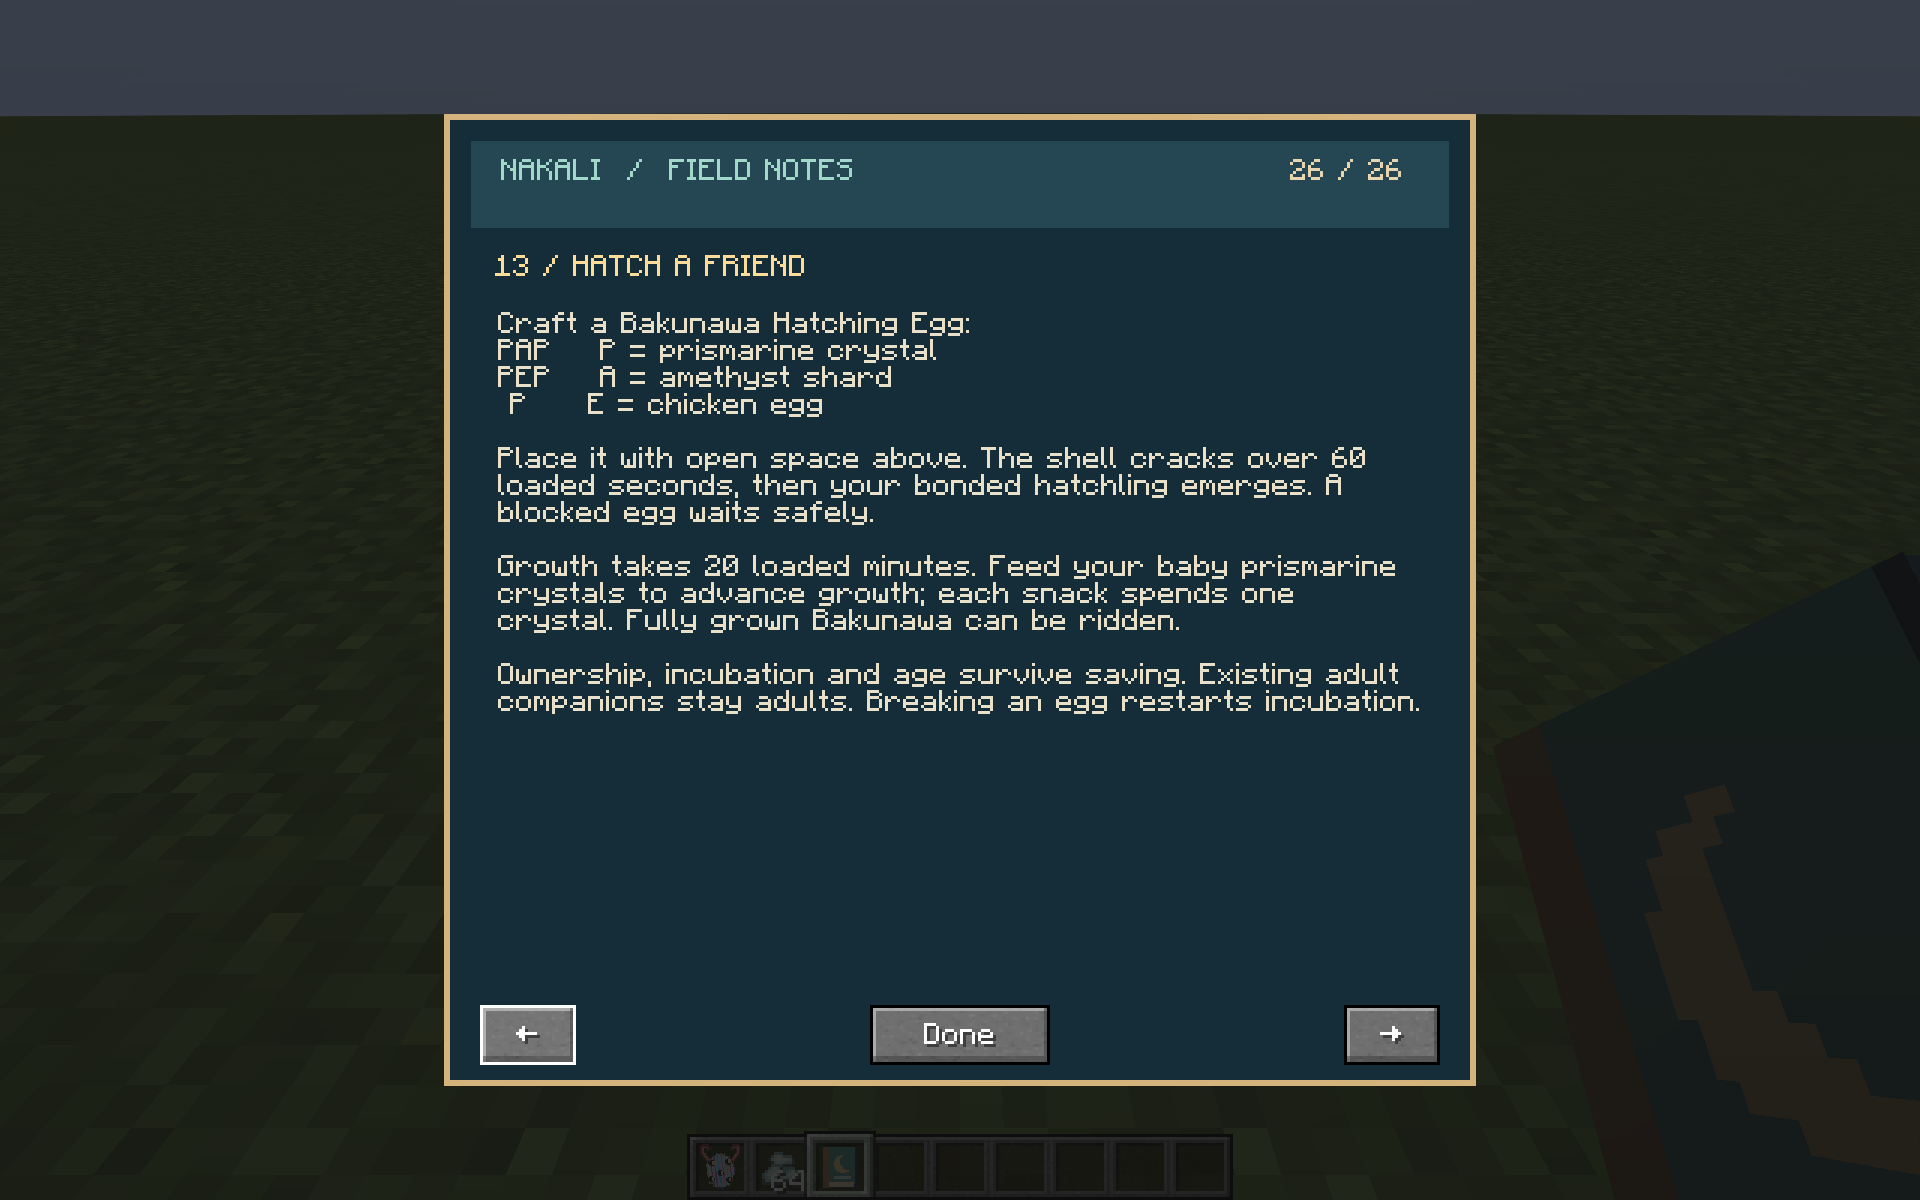 NAKALI / FIELD NOTES 26 / 26
13 / HATCH A FRIEND
Craft a Bakunawa Hatching Egg:
PAP P = prismarine crystal
PEP A = amethyst shard
P E = chicken egg
Place it with open space above. The shell cracks over 60
loaded seconds, then your bonded hatchling emerges. A
blocked egg waits safely.
Growth takes 20 loaded minutes. Feed your baby prismarine
crystals to advance growth; each snack spends one
crystal. Fully grown Bakunawa can be ridden.
Ownership, incubation and age survive saving. Existing adult
companions stay adults. Breaking an egg restarts incubation.
← Done →
64